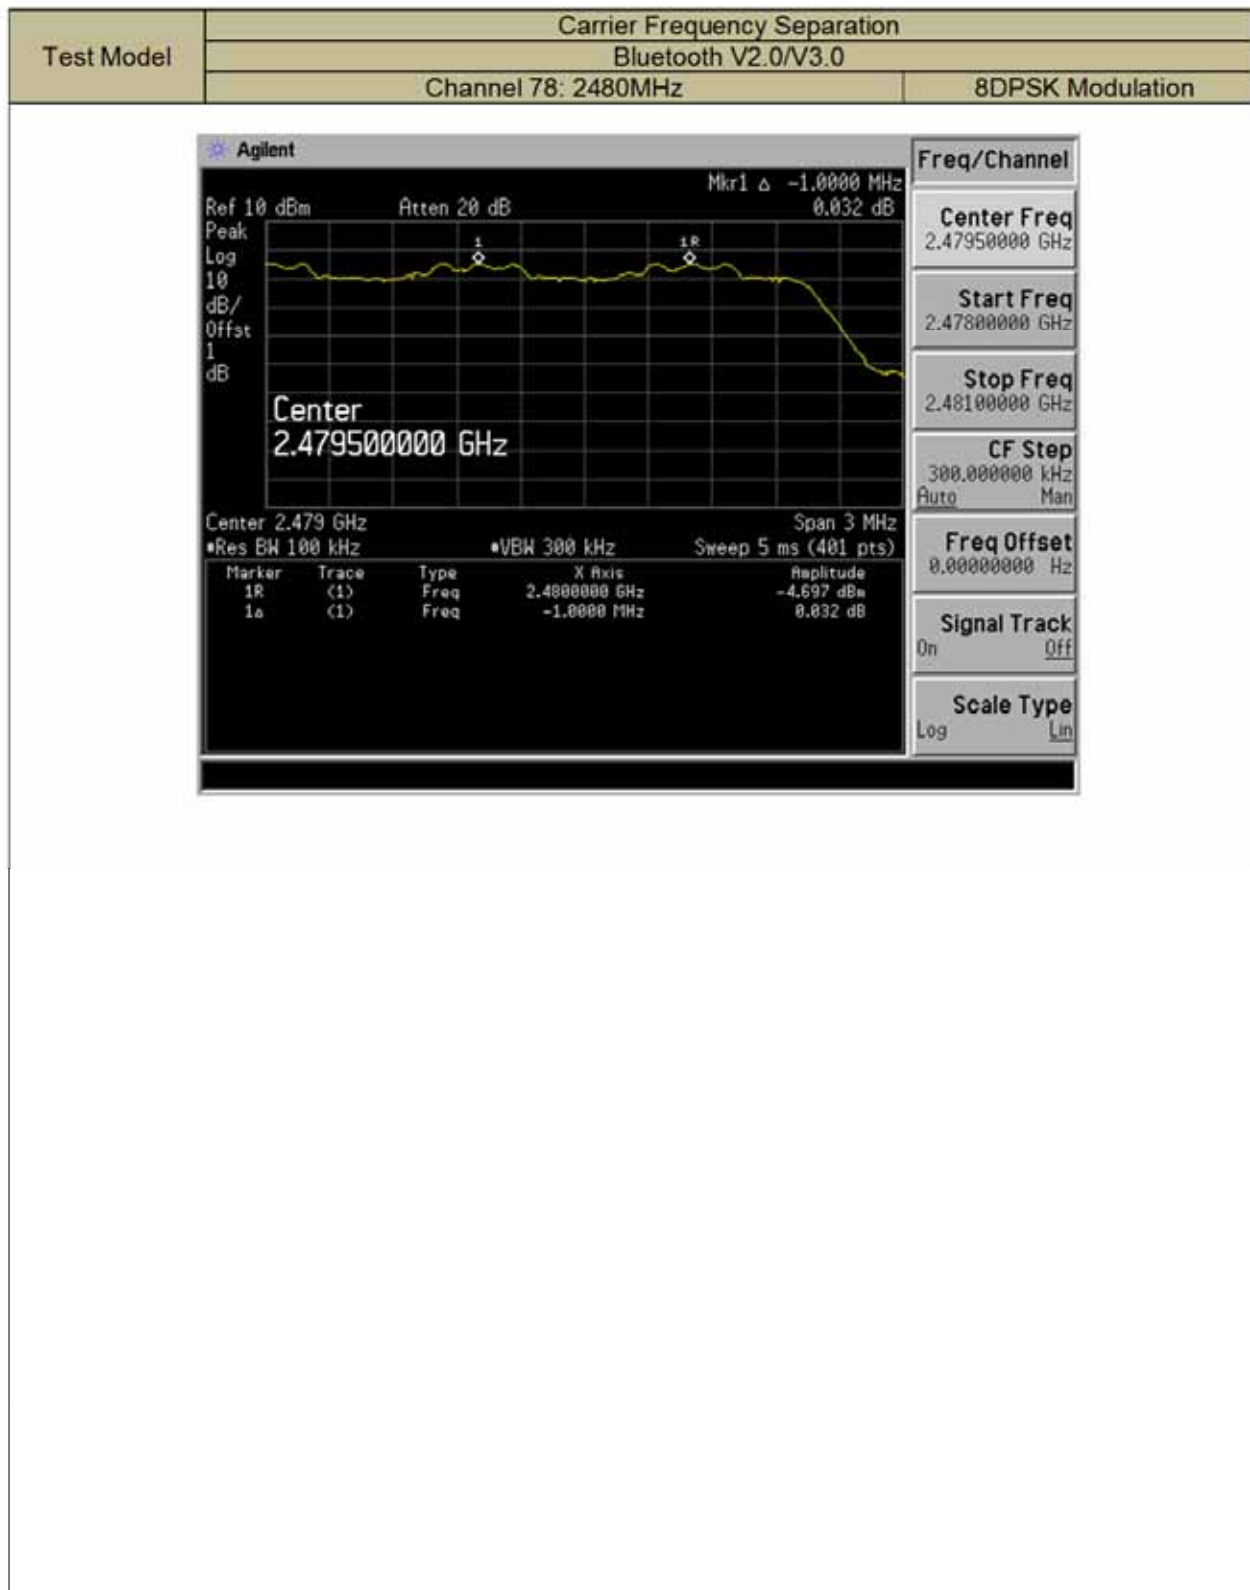 Test Model
Carrier Frequency Separation
Bluetooth V2.0/V3.0
Channel 78: 2480MHz 8DPSK Modulation
Agilent
Mkr1 Δ -1.0000 MHz
Ref 10 dBm Atten 20 dB 0.032 dB
Peak
Log
10
dB/
Offst
1
dB
1
1R
Center
2.479500000 GHz
Center 2.479 GHz Span 3 MHz
#Res BW 100 kHz #VBW 300 kHz Sweep 5 ms (401 pts)
Marker Trace Type X Axis Amplitude
1R (1) Freq 2.4800000 GHz -4.697 dBm
1Δ (1) Freq -1.0000 MHz 0.032 dB
Freq/Channel
Center Freq
2.47950000 GHz
Start Freq
2.47800000 GHz
Stop Freq
2.48100000 GHz
CF Step
300.000000 kHz
Auto Man
Freq Offset
0.00000000 Hz
Signal Track
On Off
Scale Type
Log Lin